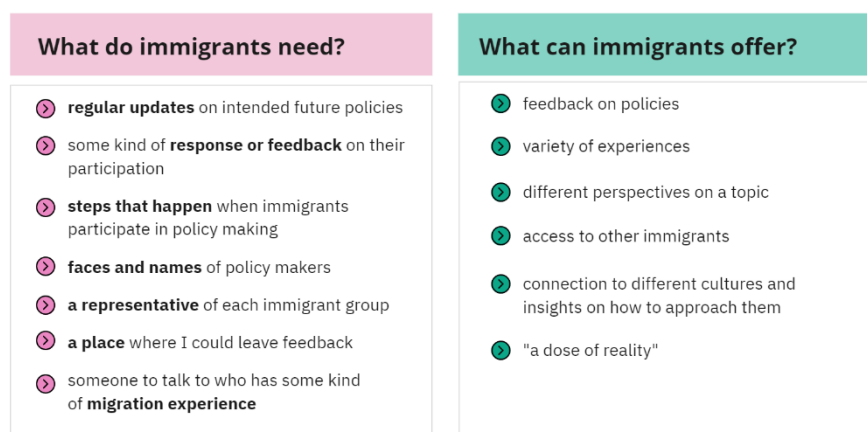 What do immigrants need?
regular updates on intended future policies
some kind of response or feedback on their
participation
steps that happen when immigrants
participate in policy making
faces and names of policy makers
a representative of each immigrant group
a place where I could leave feedback
someone to talk to who has some kind
of migration experience
What can immigrants offer?
feedback on policies
variety of experiences
different perspectives on a topic
access to other immigrants
connection to different cultures and
insights on how to approach them
"a dose of reality"